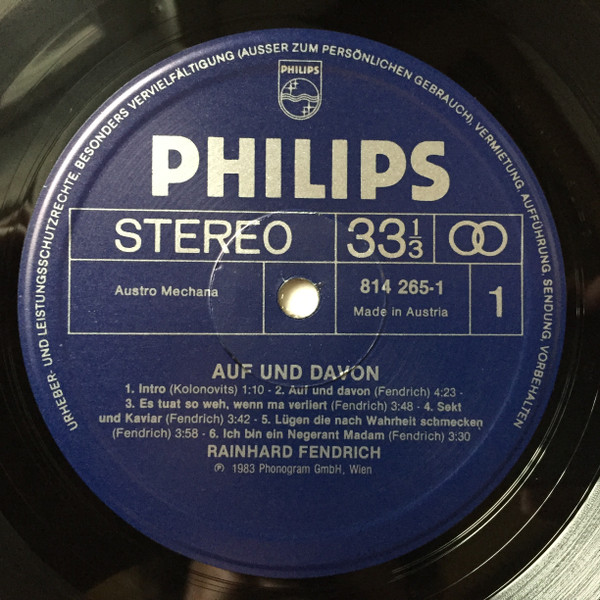 URHEBER- UND LEISTUNGSSCHUTZRECHTE, BESONDERS VERVIELFÄLTIGUNG (AUSSER ZUM PERSÖNLICHEN GEBRAUCH), VERMIETUNG, AUFFÜHRUNG, SENDUNG, VORBEHALTEN
PHILIPS
PHILIPS
STEREO 33⅓
Austro Mechana
814 265-1
Made in Austria
1
AUF UND DAVON
1. Intro (Kolonovits) 1:10 - 2. Auf und davon (Fendrich) 4:23 -
3. Es tuat so weh, wenn ma verliert (Fendrich) 3:48 - 4. Sekt
und Kaviar (Fendrich) 3:42 - 5. Lügen die nach Wahrheit schmecken
(Fendrich) 3:58 - 6. Ich bin ein Negerant Madam (Fendrich) 3:30
RAINHARD FENDRICH
℗ 1983 Phonogram GmbH, Wien